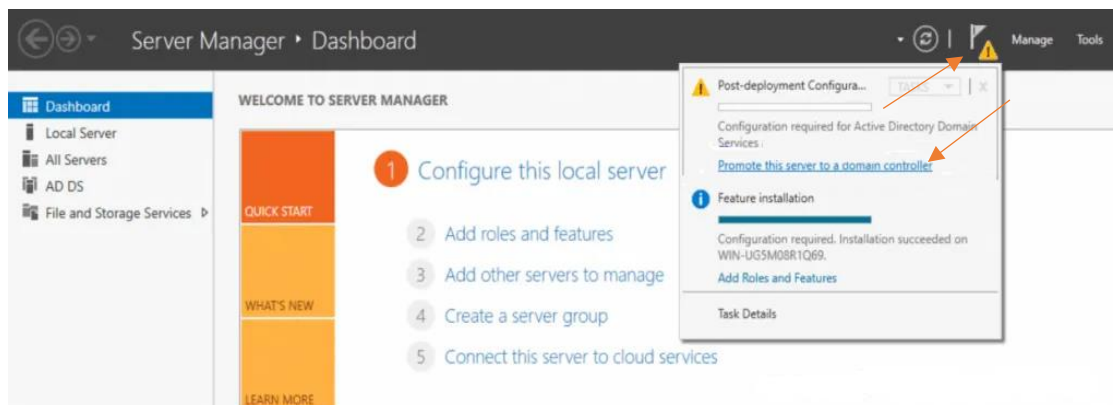 Server Manager • Dashboard
Manage Tools
Dashboard
Local Server
All Servers
AD DS
File and Storage Services
WELCOME TO SERVER MANAGER
QUICK START
WHAT'S NEW
LEARN MORE
1 Configure this local server
2 Add roles and features
3 Add other servers to manage
4 Create a server group
5 Connect this server to cloud services
Post-deployment Configura... TASKS X
Configuration required for Active Directory Domain
Services
Promote this server to a domain controller
Feature installation
Configuration required. Installation succeeded on
WIN-UG5M08R1Q69.
Add Roles and Features
Task Details